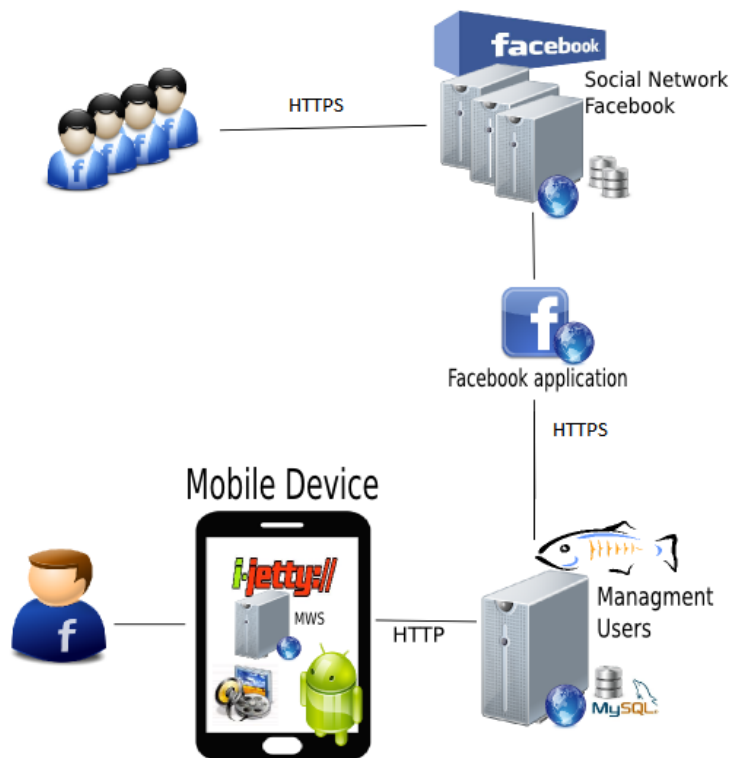 facebook
Social Network
Facebook
HTTPS
f
f
f
f
f
Facebook application
HTTPS
Mobile Device
i-jetty://
MWS
HTTP
f
Managment
Users
MySQL